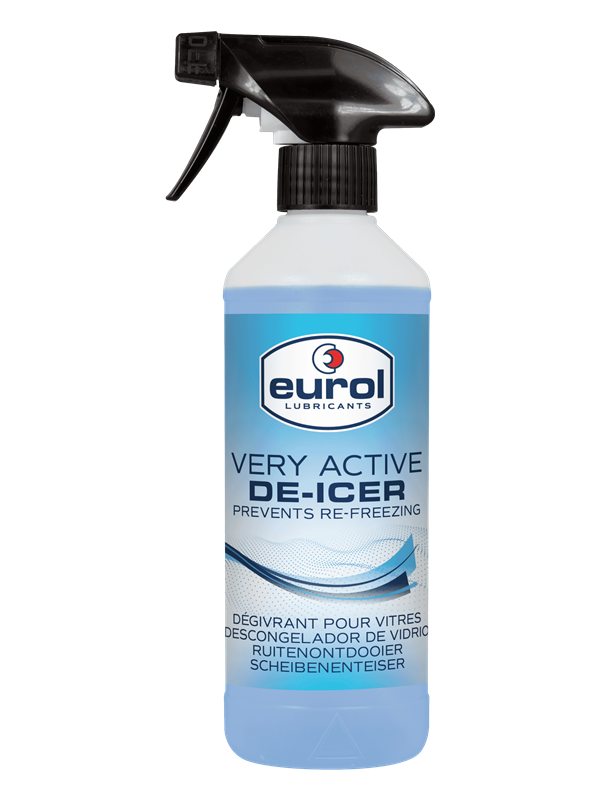 eurol
LUBRICANTS
VERY ACTIVE
DE-ICER
PREVENTS RE-FREEZING
DÉGIVRANT POUR VITRES
DESCONGELADOR DE VIDRIO
RUITENONTDOOIER
SCHEIBENENTEISER